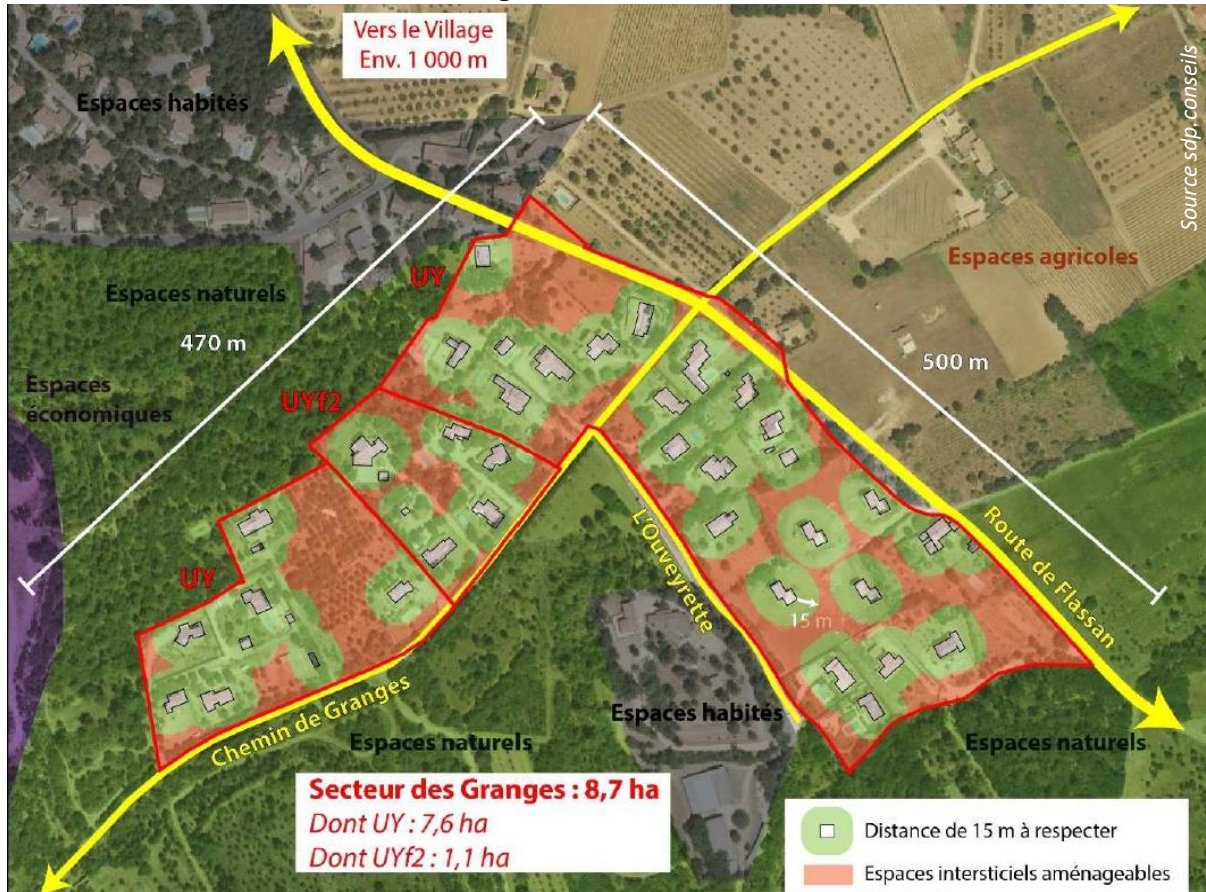 Vers le Village
Env. 1 000 m
Espaces habités
Source sdp.conseils
Espaces agricoles
UY
Espaces naturels
470 m
500 m
Espaces
économiques
UYf2
UY
Route de Flassan
L'Ouveyrette
15 m
Chemin de Granges
Espaces habités
Espaces naturels
Espaces naturels
Secteur des Granges : 8,7 ha
Dont UY : 7,6 ha
Dont UYf2 : 1,1 ha
Distance de 15 m à respecter
Espaces intersticiels aménageables